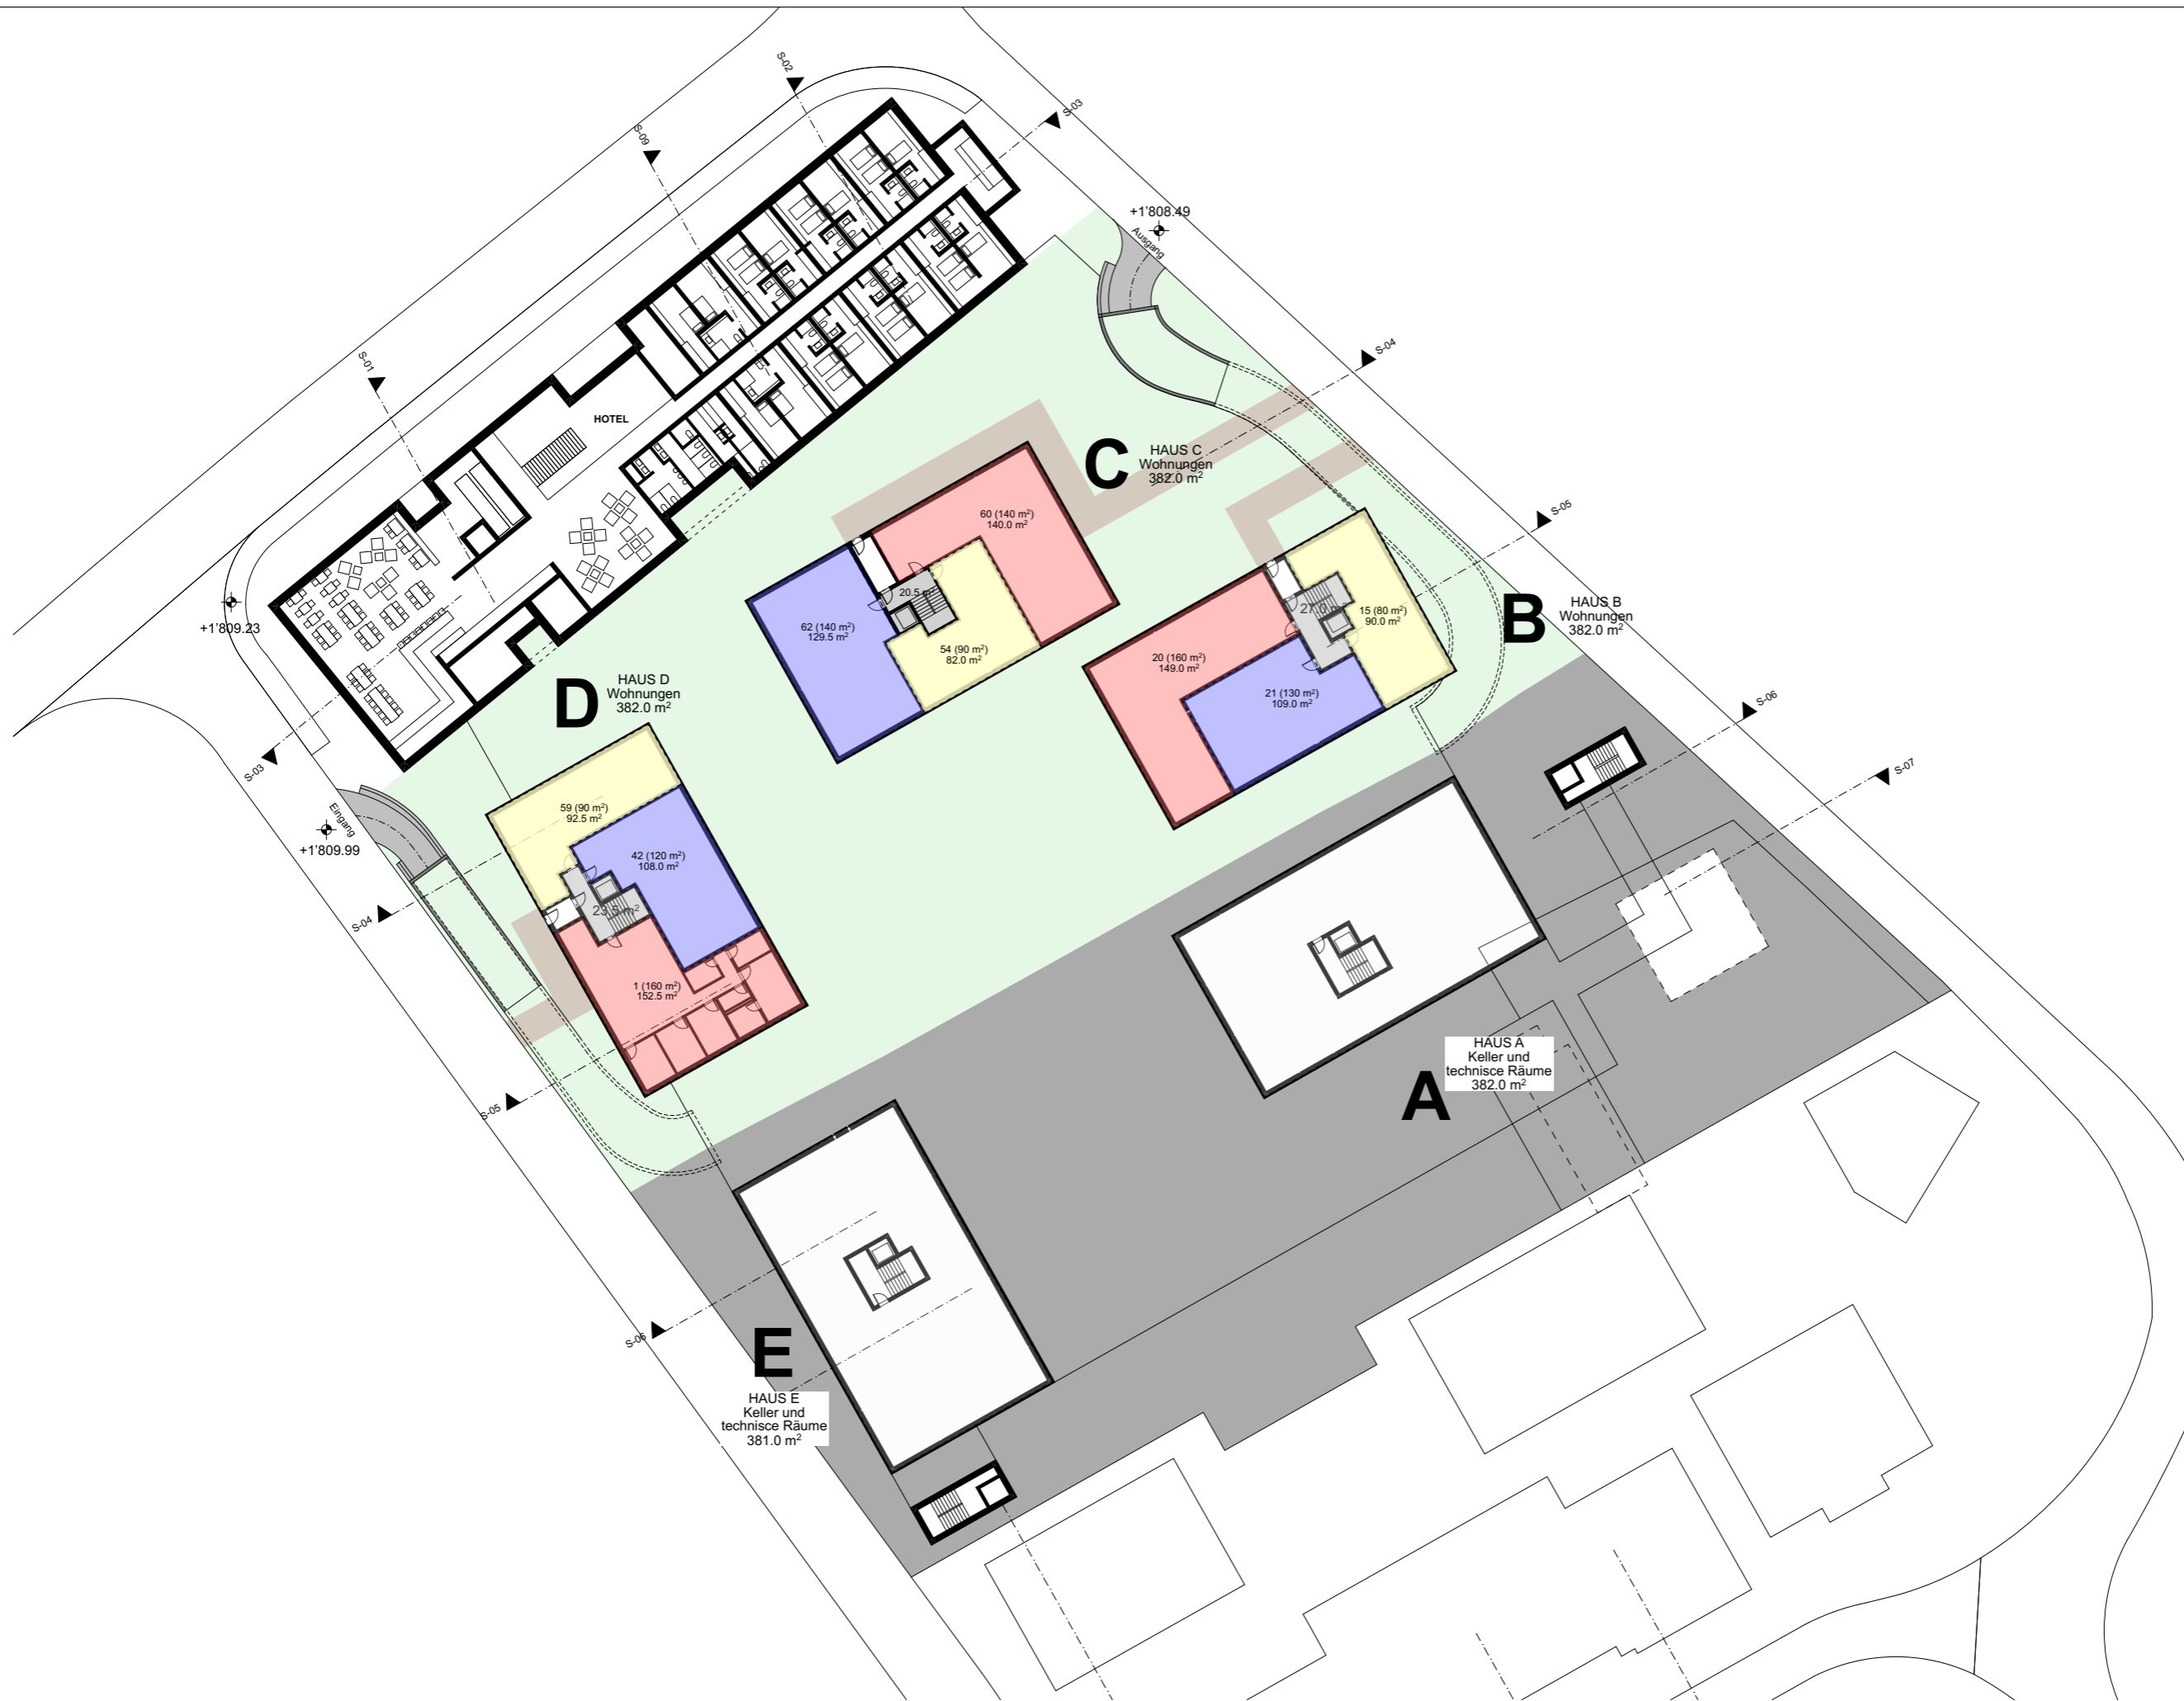 S-02
S-03
S-09
+1'808.49
Ausgang
S-01
S-04
HOTEL
C
HAUS C
Wohnungen
382.0 m²
60 (140 m²)
140.0 m²
S-05
20.5 m²
+1'809.23
62 (140 m²)
129.5 m²
54 (90 m²)
82.0 m²
27.0 m²
15 (80 m²)
90.0 m²
B
HAUS B
Wohnungen
382.0 m²
20 (160 m²)
149.0 m²
21 (130 m²)
109.0 m²
D
HAUS D
Wohnungen
382.0 m²
S-06
S-03
S-07
Eingang
+1'809.99
59 (90 m²)
92.5 m²
42 (120 m²)
108.0 m²
23.5 m²
S-04
1 (160 m²)
152.5 m²
S-05
HAUS A
Keller und
technisce Räume
382.0 m²
A
S-06
E
HAUS E
Keller und
technisce Räume
381.0 m²